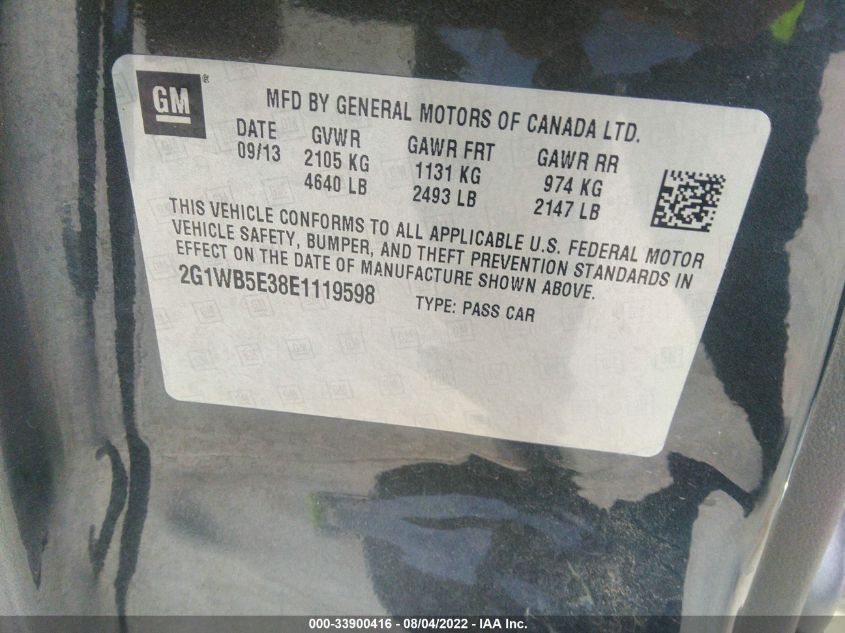 GM
MFD BY GENERAL MOTORS OF CANADA LTD.
DATE GVWR GAWR FRT GAWR RR
09/13 2105 KG 1131 KG 974 KG
4640 LB 2493 LB 2147 LB
THIS VEHICLE CONFORMS TO ALL APPLICABLE U.S. FEDERAL MOTOR
VEHICLE SAFETY, BUMPER, AND THEFT PREVENTION STANDARDS IN
EFFECT ON THE DATE OF MANUFACTURE SHOWN ABOVE.
2G1WB5E38E1119598 TYPE: PASS CAR
000-33900416 - 08/04/2022 - IAA Inc.